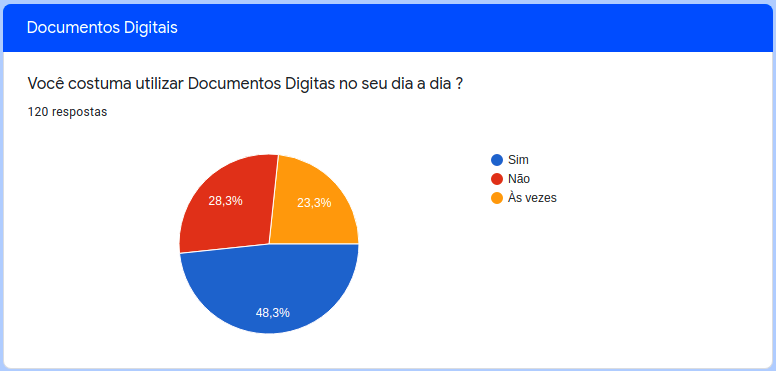 Documentos Digitais
Você costuma utilizar Documentos Digitas no seu dia a dia ?
120 respostas
Sim
Não
Às vezes
28,3%
23,3%
48,3%